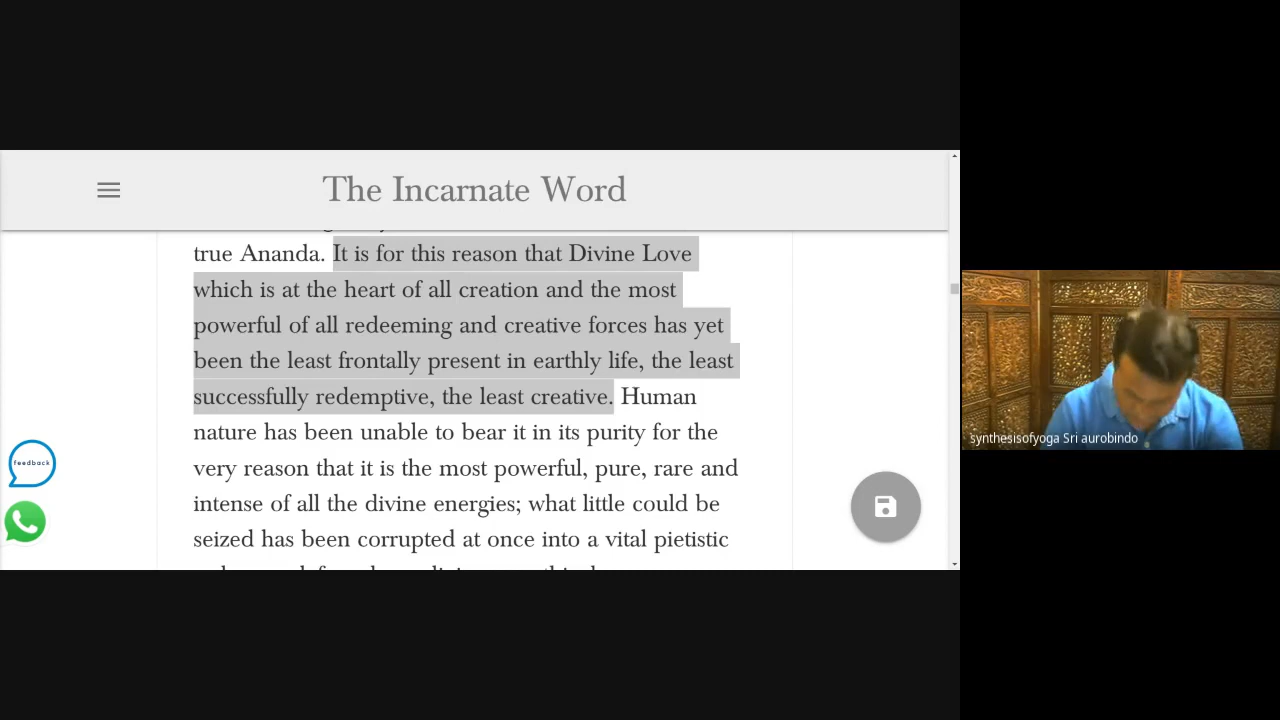 The Incarnate Word
true Ananda. It is for this reason that Divine Love
which is at the heart of all creation and the most
powerful of all redeeming and creative forces has yet
been the least frontally present in earthly life, the least
successfully redemptive, the least creative. Human
nature has been unable to bear it in its purity for the
very reason that it is the most powerful, pure, rare and
intense of all the divine energies; what little could be
seized has been corrupted at once into a vital pietistic
feedback
synthesisofyoga Sri aurobindo